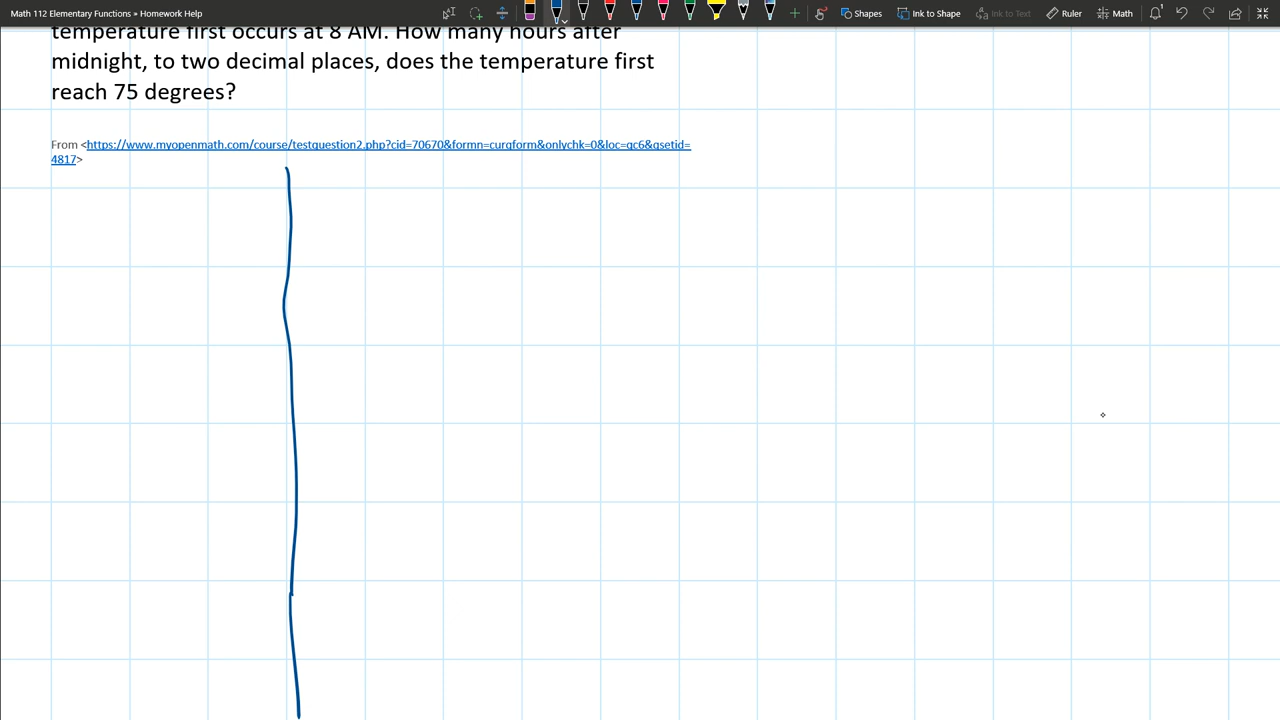 Math 112 Elementary Functions » Homework Help
Shapes
Ink to Shape
Ink to Text
Ruler
Math
temperature first occurs at 8 AM. How many hours after
midnight, to two decimal places, does the temperature first
reach 75 degrees?
From <https://www.myopenmath.com/course/testquestion2.php?cid=70670&formn=curqform&onlychk=0&loc=qc6&qsetid=
4817>